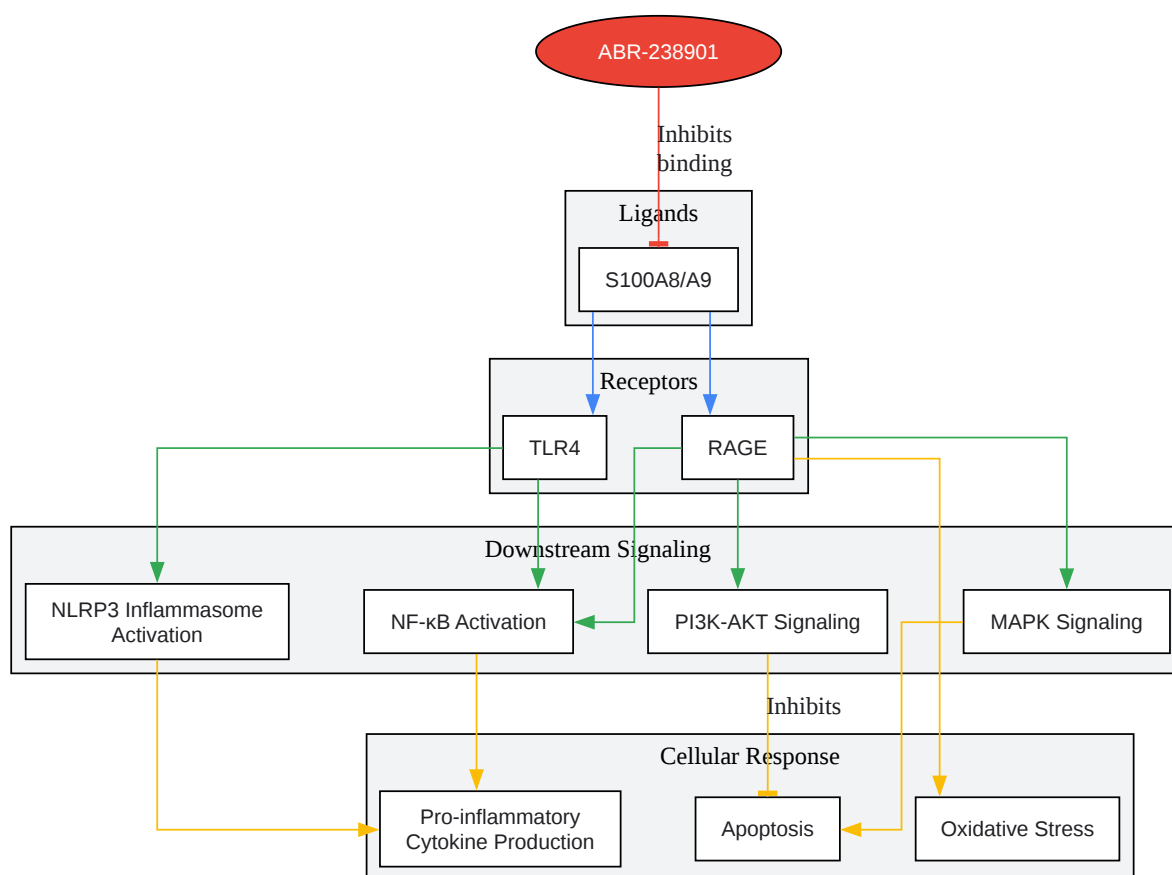 ABR-238901
Inhibits
binding
Ligands
S100A8/A9
Receptors
TLR4
RAGE
Downstream Signaling
NLRP3 Inflammasome
Activation
NF-κB Activation
PI3K-AKT Signaling
MAPK Signaling
Inhibits
Cellular Response
Pro-inflammatory
Cytokine Production
Apoptosis
Oxidative Stress